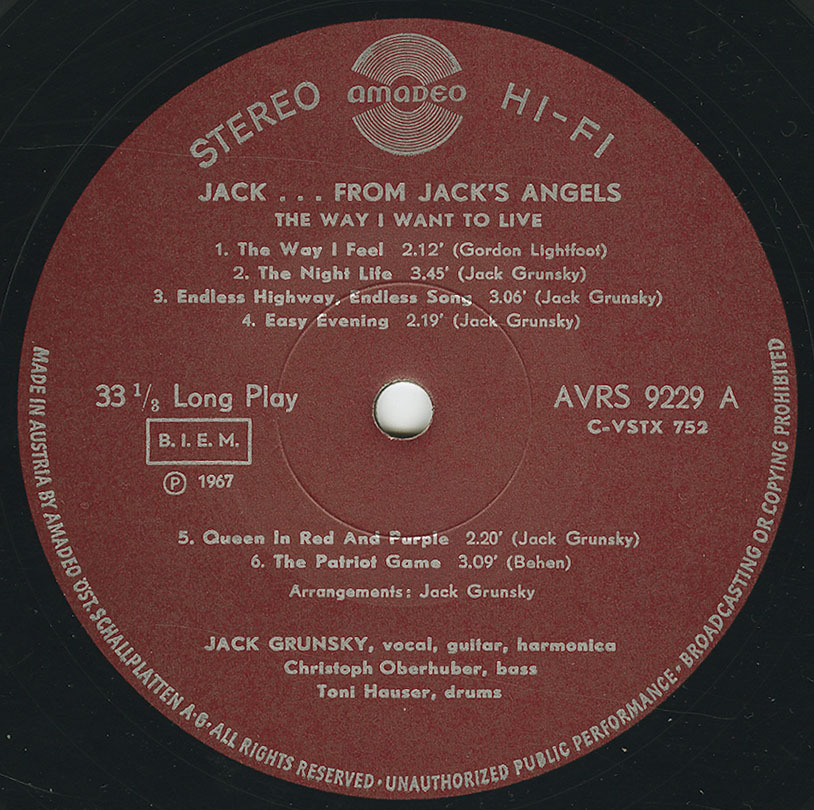 STEREO
amadeo
HI-FI
JACK . . . FROM JACK'S ANGELS
THE WAY I WANT TO LIVE
1. The Way I Feel 2.12' (Gordon Lightfoot)
2. The Night Life 3.45' (Jack Grunsky)
3. Endless Highway, Endless Song 3.06' (Jack Grunsky)
4. Easy Evening 2.19' (Jack Grunsky)
33 1/3 Long Play
B. I. E. M.
Ⓟ 1967
AVRS 9229 A
C-VSTX 752
5. Queen In Red And Purple 2.20' (Jack Grunsky)
6. The Patriot Game 3.09' (Behen)
Arrangements: Jack Grunsky
JACK GRUNSKY, vocal, guitar, harmonica
Christoph Oberhuber, bass
Toni Hauser, drums
MADE IN AUSTRIA BY AMADEO ÖST. SCHALLPLATTEN A·G·ALL RIGHTS RESERVED·UNAUTHORIZED PUBLIC PERFORMANCE·BROADCASTING OR COPYING PROHIBITED